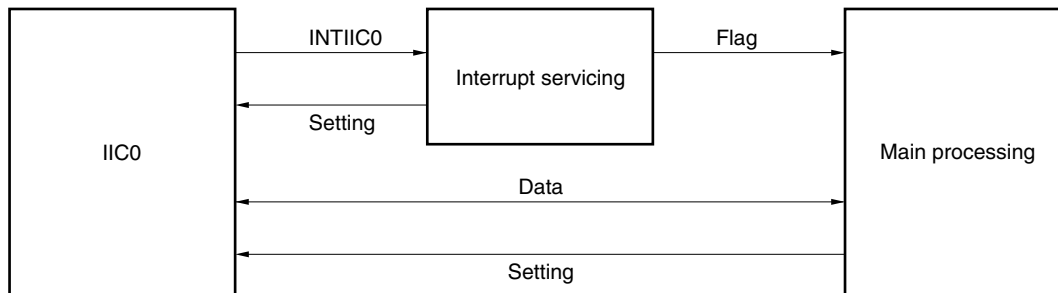 INTIIC0
Flag
Interrupt servicing
Setting
IIC0
Main processing
Data
Setting